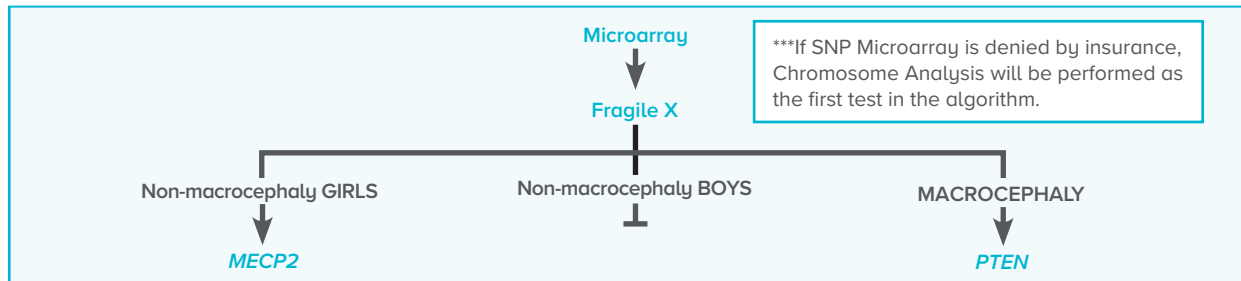 Microarray
***If SNP Microarray is denied by insurance,
Chromosome Analysis will be performed as
the first test in the algorithm.
Fragile X
Non-macrocephaly GIRLS
Non-macrocephaly BOYS
MACROCEPHALY
MECP2
PTEN